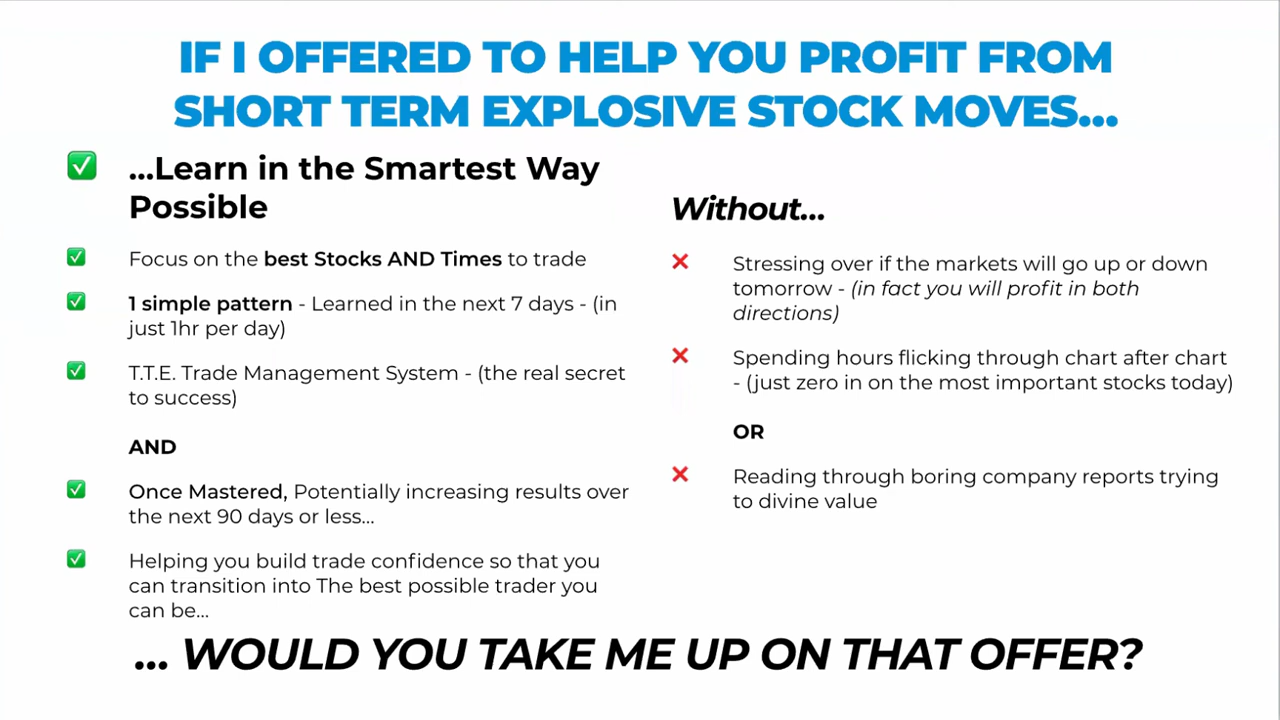 IF I OFFERED TO HELP YOU PROFIT FROM
SHORT TERM EXPLOSIVE STOCK MOVES...
...Learn in the Smartest Way
Possible
Focus on the best Stocks AND Times to trade
1 simple pattern - Learned in the next 7 days - (in
just 1hr per day)
T.T.E. Trade Management System - (the real secret
to success)
AND
Once Mastered, Potentially increasing results over
the next 90 days or less...
Helping you build trade confidence so that you
can transition into The best possible trader you
can be...
Without...
Stressing over if the markets will go up or down
tomorrow - (in fact you will profit in both
directions)
Spending hours flicking through chart after chart
- (just zero in on the most important stocks today)
OR
Reading through boring company reports trying
to divine value
... WOULD YOU TAKE ME UP ON THAT OFFER?